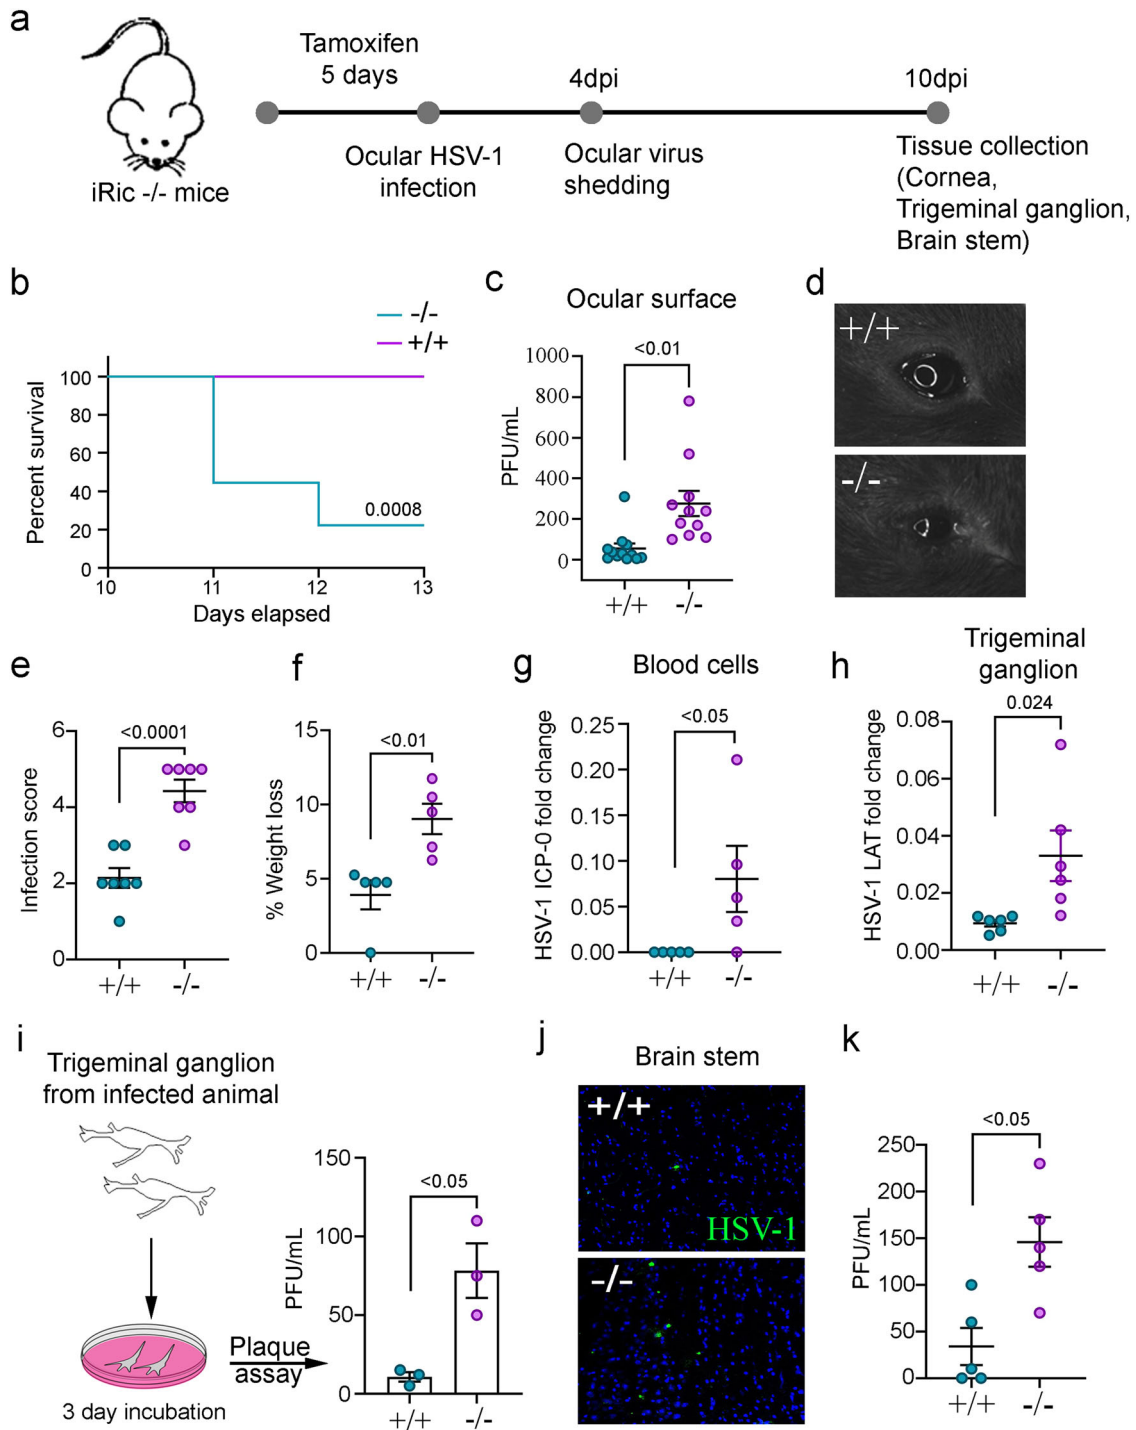 a
Tamoxifen
5 days
4dpi
10dpi
Ocular HSV-1
infection
Ocular virus
shedding
Tissue collection
(Cornea,
Trigeminal ganglion,
Brain stem)
iRic -/- mice
b
-/-
+/+
Percent survival
100
80
60
40
20
0
0.0008
10
11
12
13
Days elapsed
c
Ocular surface
<0.01
PFU/mL
1000
800
600
400
200
0
+/+
-/-
d
+/+
-/-
e
<0.0001
Infection score
6
4
2
0
+/+
-/-
f
<0.01
% Weight loss
15
10
5
0
+/+
-/-
g
Blood cells
<0.05
HSV-1 ICP-0 fold change
0.25
0.20
0.15
0.10
0.05
0.00
+/+
-/-
h
Trigeminal
ganglion
0.024
HSV-1 LAT fold change
0.08
0.06
0.04
0.02
0.00
+/+
-/-
i
Trigeminal ganglion
from infected animal
3 day incubation
Plaque
assay
<0.05
PFU/mL
150
100
50
0
+/+
-/-
j
Brain stem
+/+
HSV-1
-/-
k
<0.05
PFU/mL
250
200
150
100
50
0
+/+
-/-